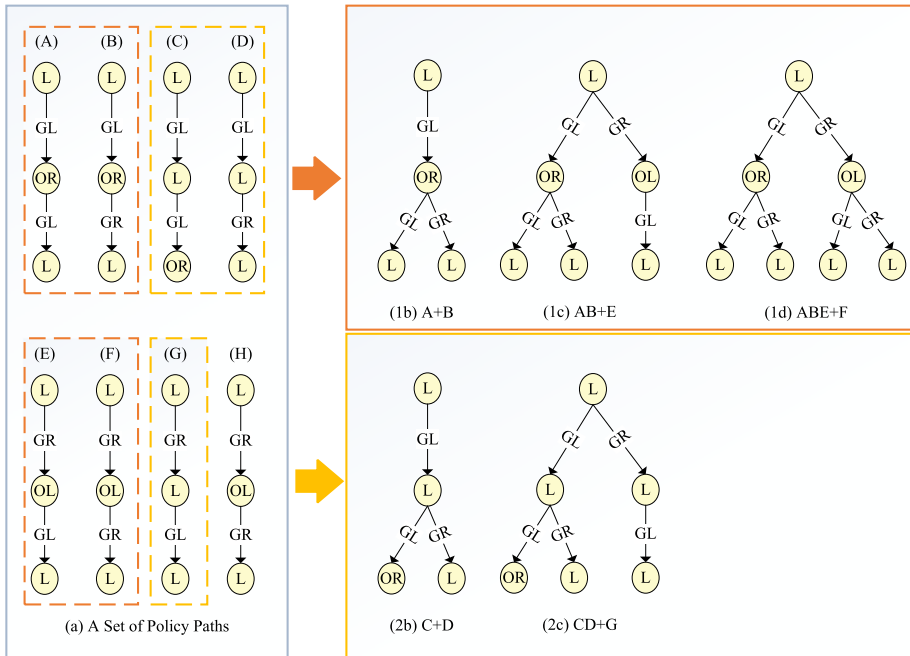 (A) (B) (C) (D)
L L L L
GL GL GL GL
OR OR L L
GL GR GL GR
L L OR L
(E) (F) (G) (H)
L L L L
GR GR GR GR
OL OL L OL
GL GR GL GR
L L L L
(a) A Set of Policy Paths
L L L
GL GL GR GL GR
OR OR OL OR OL
GL GR GL GR GL GL GR GL GR
L L L L L L L L L
(1b) A+B (1c) AB+E (1d) ABE+F
L L
GL GL GR
L L L
GL GR GL GR GL
OR L OR L L
(2b) C+D (2c) CD+G